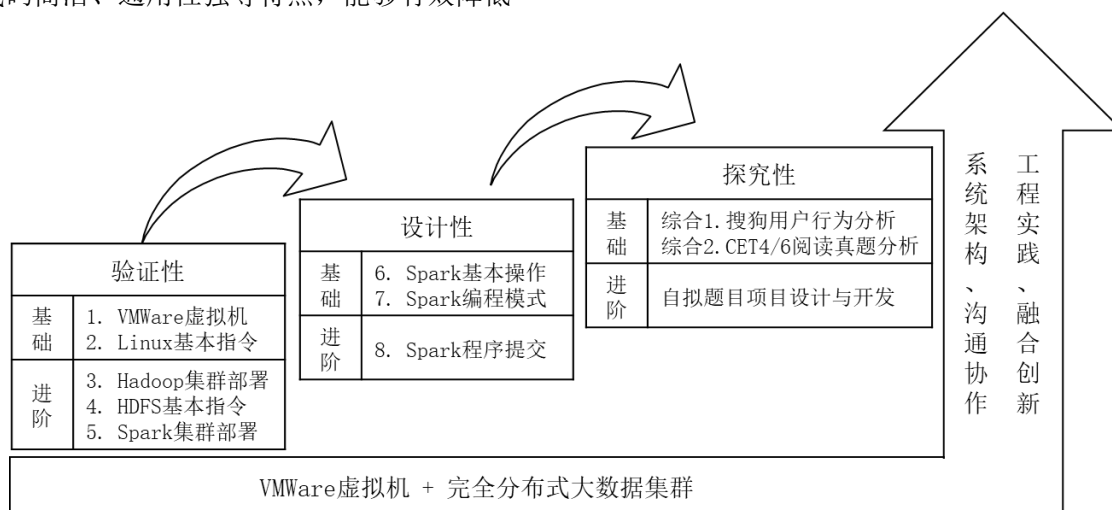 通用性强等特点，能够有效降低
验证性
基础
1. VMWare虚拟机
2. Linux基本指令
进阶
3. Hadoop集群部署
4. HDFS基本指令
5. Spark集群部署
设计性
基础
6. Spark基本操作
7. Spark编程模式
进阶
8. Spark程序提交
探究性
基础
综合1.搜狗用户行为分析
综合2.CET4/6阅读真题分析
进阶
自拟题目项目设计与开发
系统架构、沟通协作
工程实践、融合创新
VMWare虚拟机 + 完全分布式大数据集群